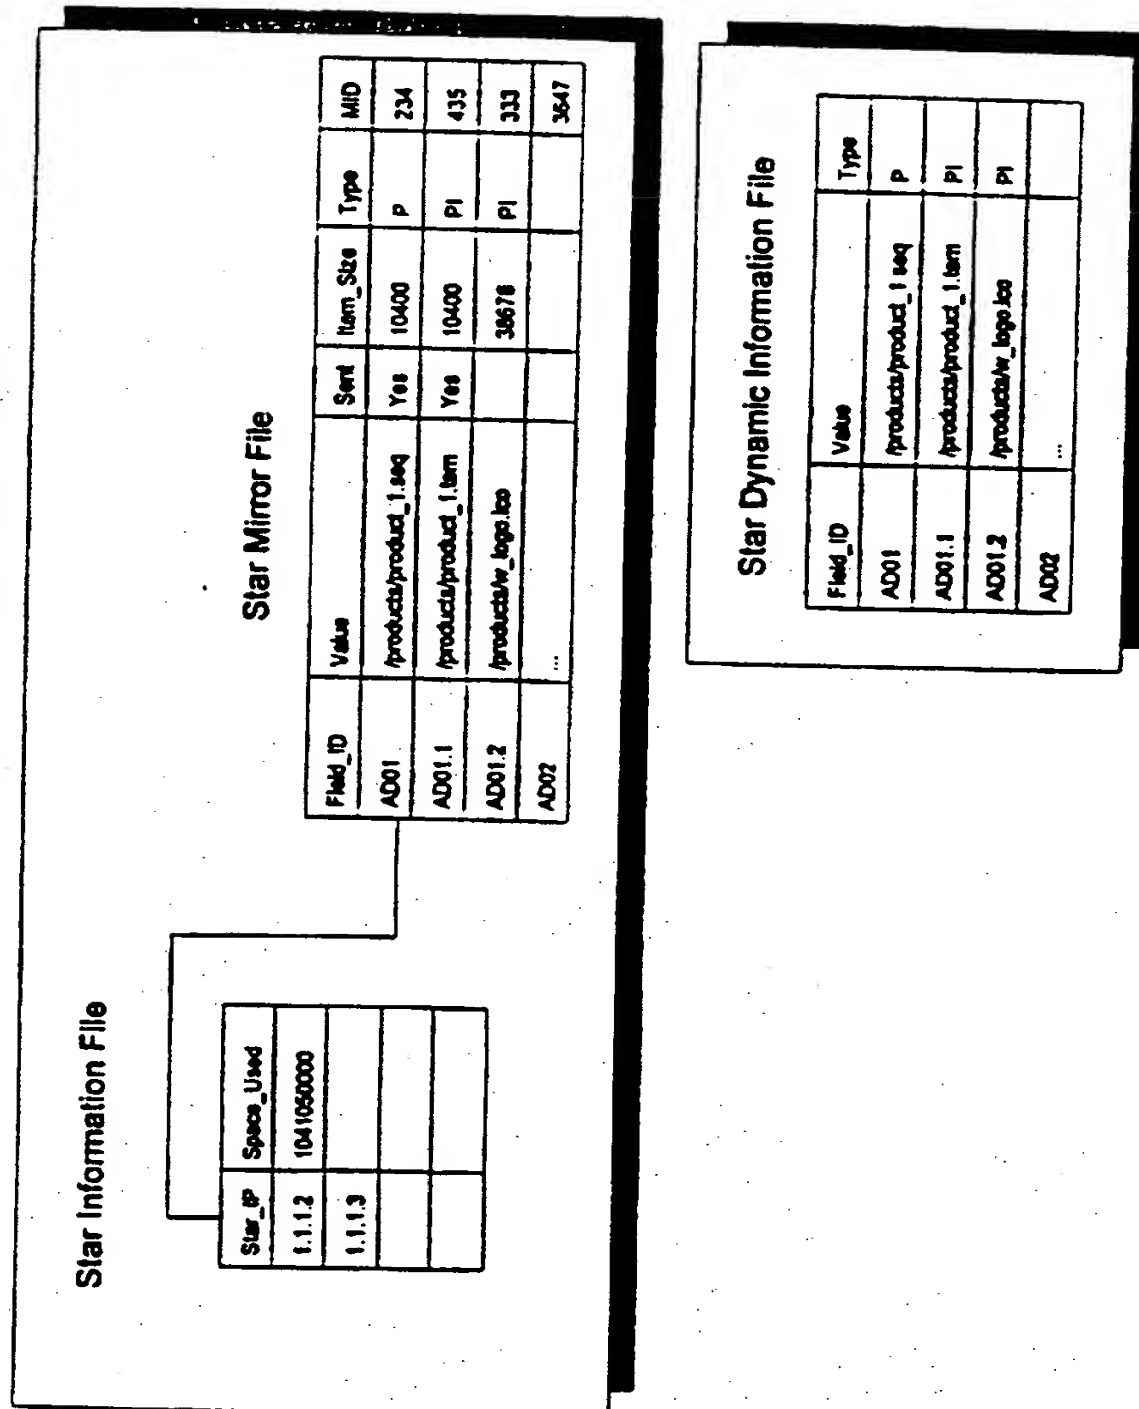 Star Information File
Star_IP Space_Used
1.1.1.2 1041050000
1.1.1.3
Star Mirror File
Field_ID Value Sent Item_Size Type MID
AD01 /products/product_1.seq Yes 10400 P 234
AD01.1 /products/product_1.tem Yes 10400 PI 435
AD01.2 /products/w_logo.ico 38678 PI 333
AD02 ... 3647
Star Dynamic Information File
Field_ID Value Type
AD01 /products/product_1.seq P
AD01.1 /products/product_1.tem PI
AD01.2 /products/w_logo.ico PI
AD02 ...